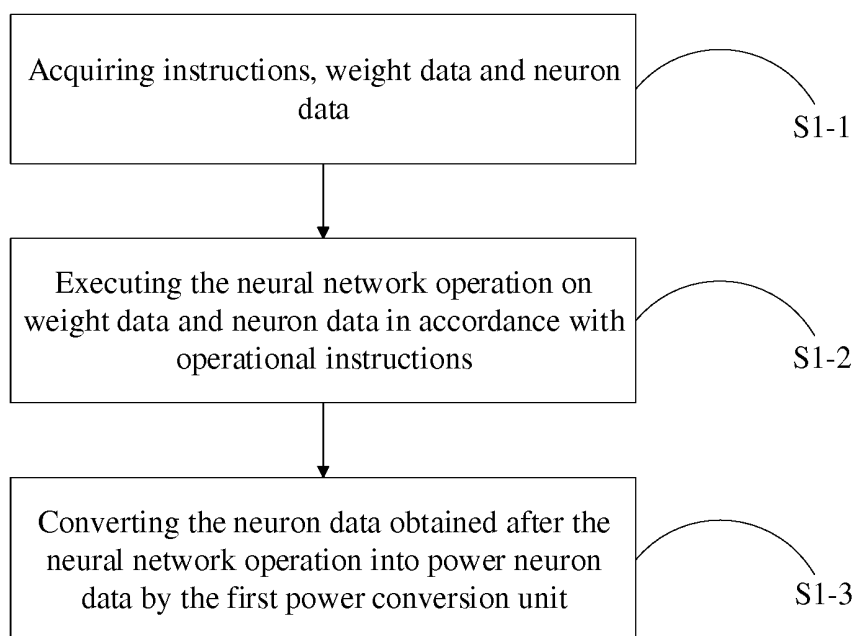 Acquiring instructions, weight data and neuron
data
S1-1
Executing the neural network operation on
weight data and neuron data in accordance with
operational instructions
S1-2
Converting the neuron data obtained after the
neural network operation into power neuron
data by the first power conversion unit
S1-3